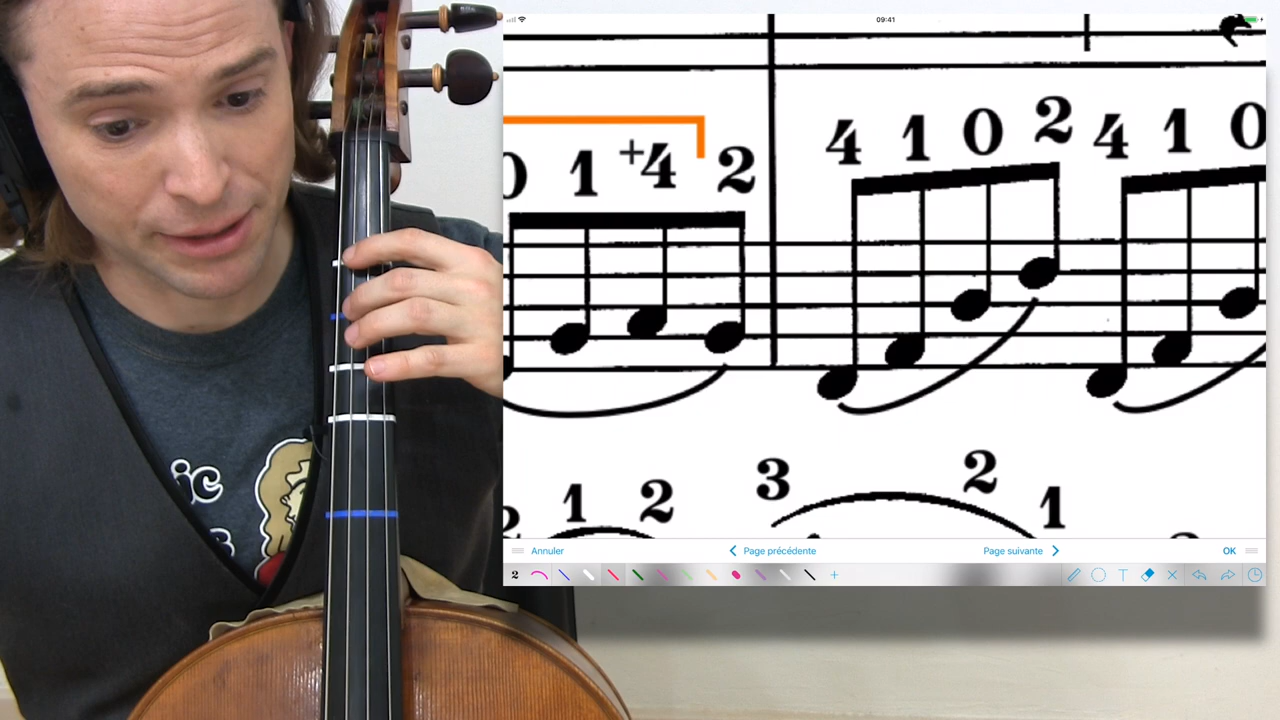 09:41
0 1 +4 2 4 1 0 2 4 1 0
ic
2 1 2 3 2 1
Annuler Page précédente Page suivante OK
2 T